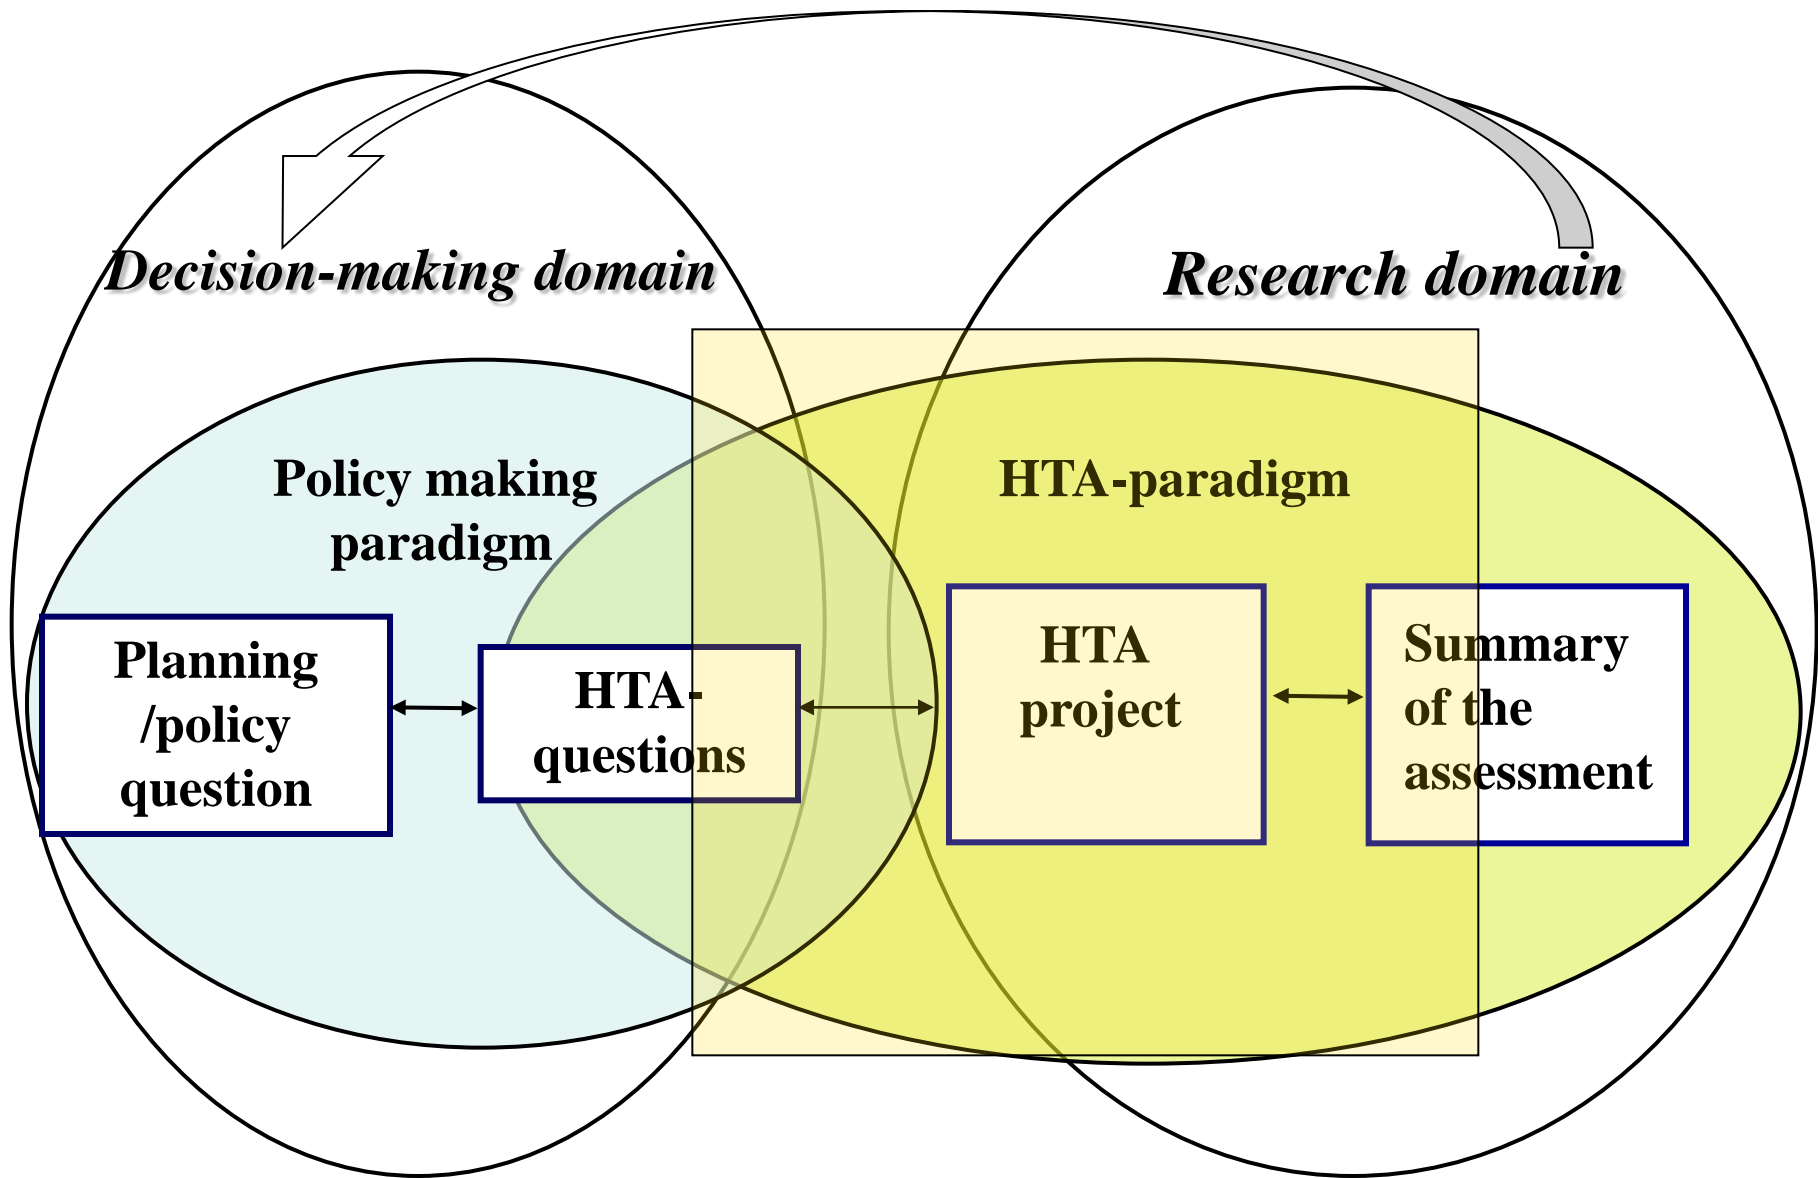 Decision-making domain
Research domain
Policy making
paradigm
HTA-paradigm
Planning
/policy
question
HTA-
questions
HTA
project
Summary
of the
assessment